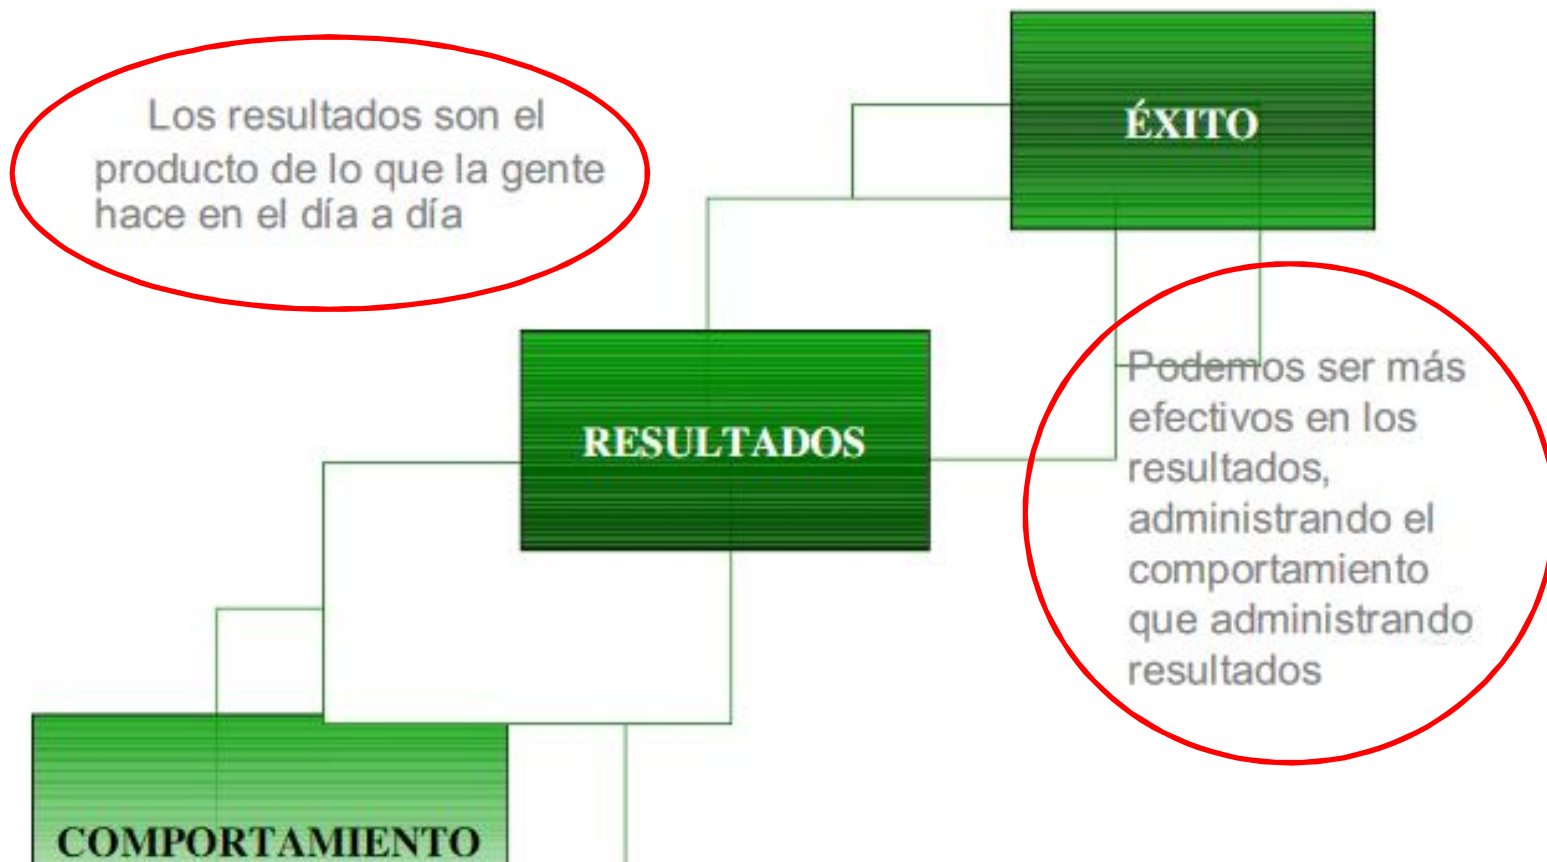 Los resultados son el
producto de lo que la gente
hace en el día a día
ÉXITO
RESULTADOS
Podemos ser más
efectivos en los
resultados,
administrando el
comportamiento
que administrando
resultados
COMPORTAMIENTO